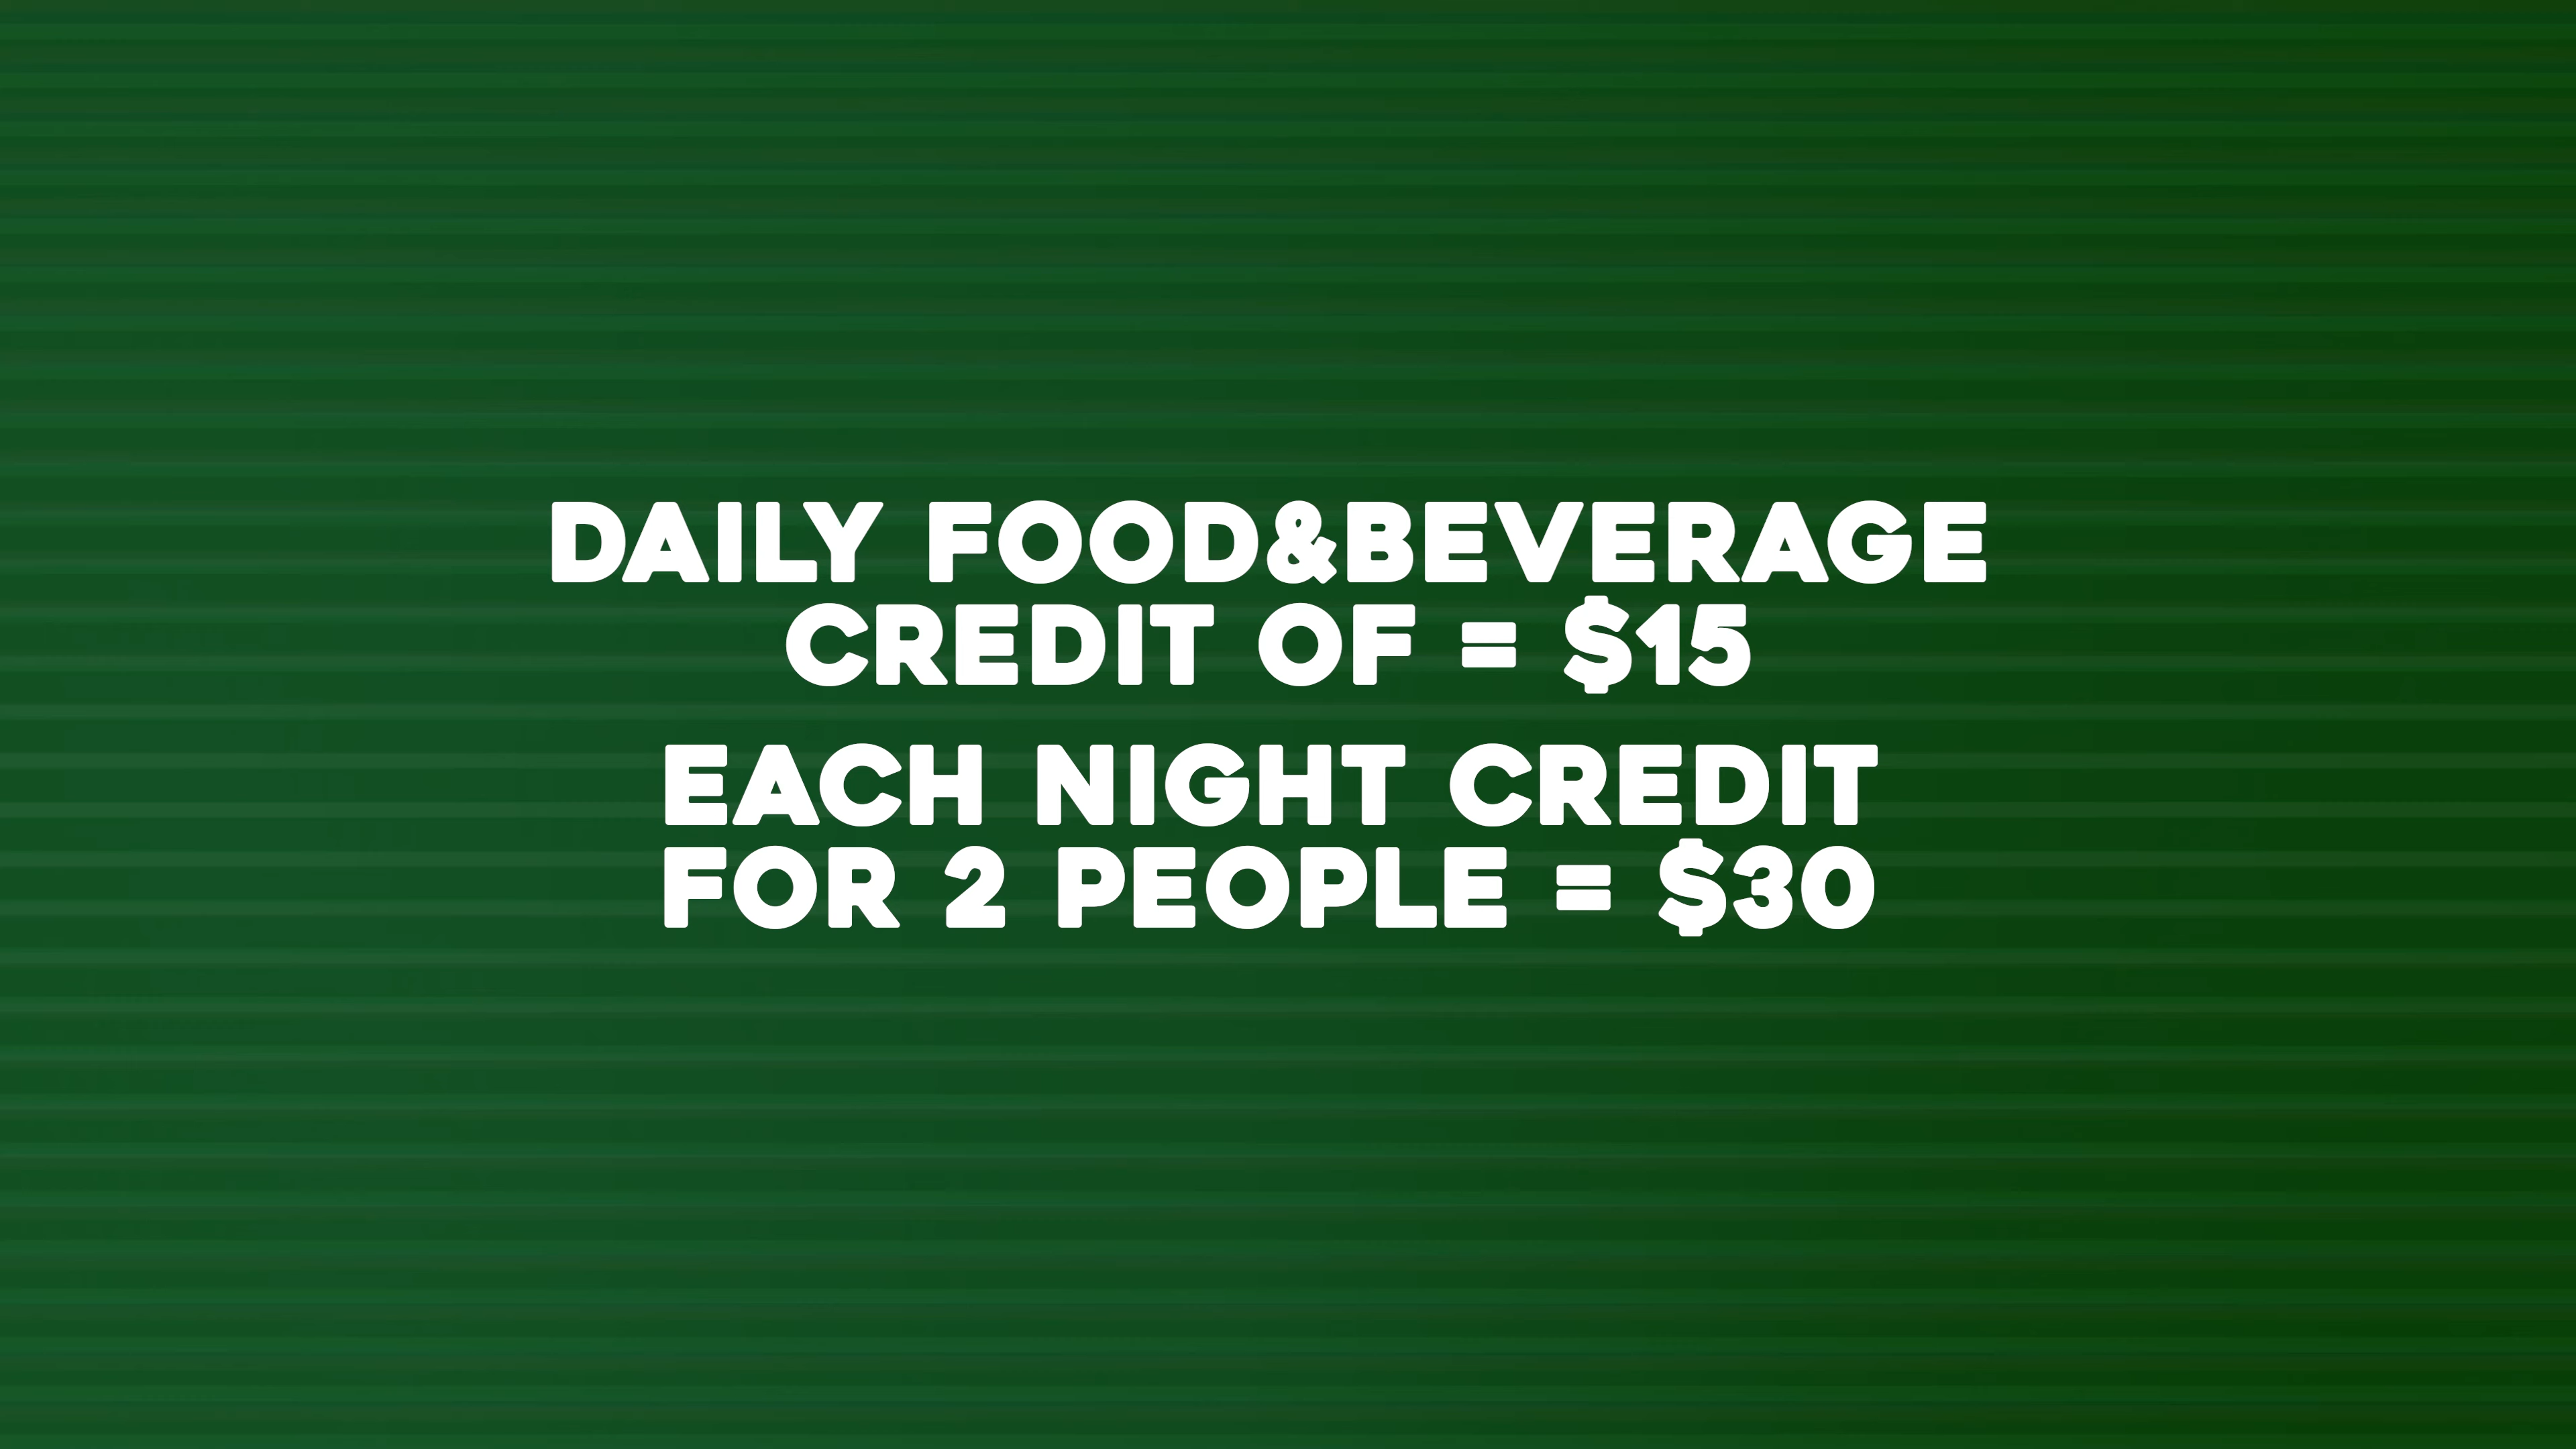 DAILY FOOD&BEVERAGE
CREDIT OF = $15
EACH NIGHT CREDIT
FOR 2 PEOPLE = $30